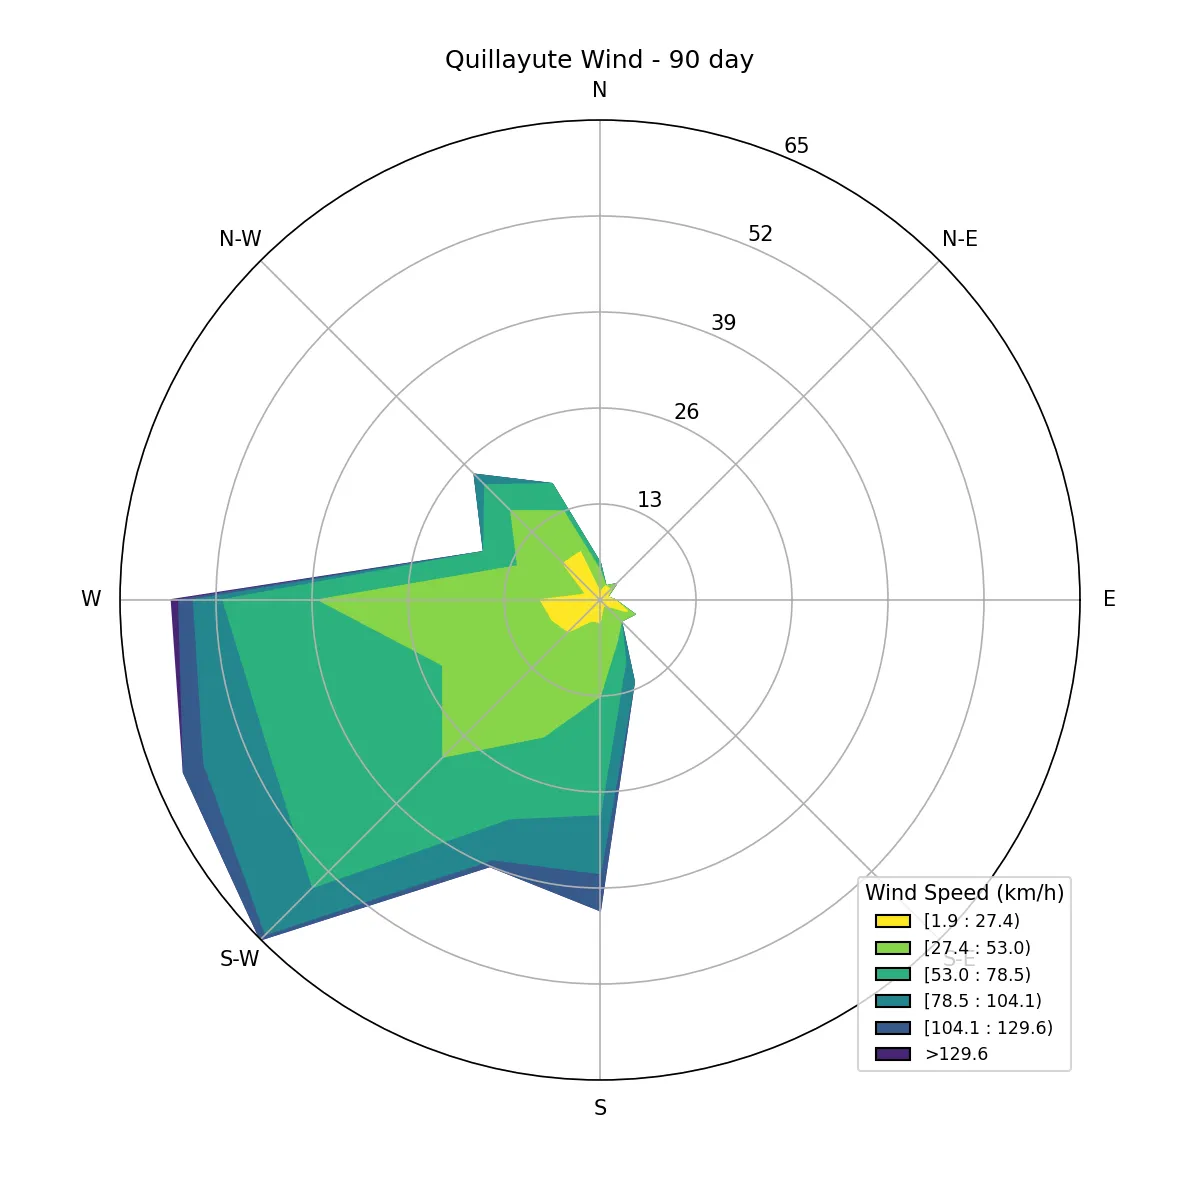 Quillayute Wind - 90 day
N
65
N-W
52
N-E
39
26
13
W
E
S-W
S-E
S
Wind Speed (km/h)
[1.9 : 27.4)
[27.4 : 53.0)
[53.0 : 78.5)
[78.5 : 104.1)
[104.1 : 129.6)
>129.6